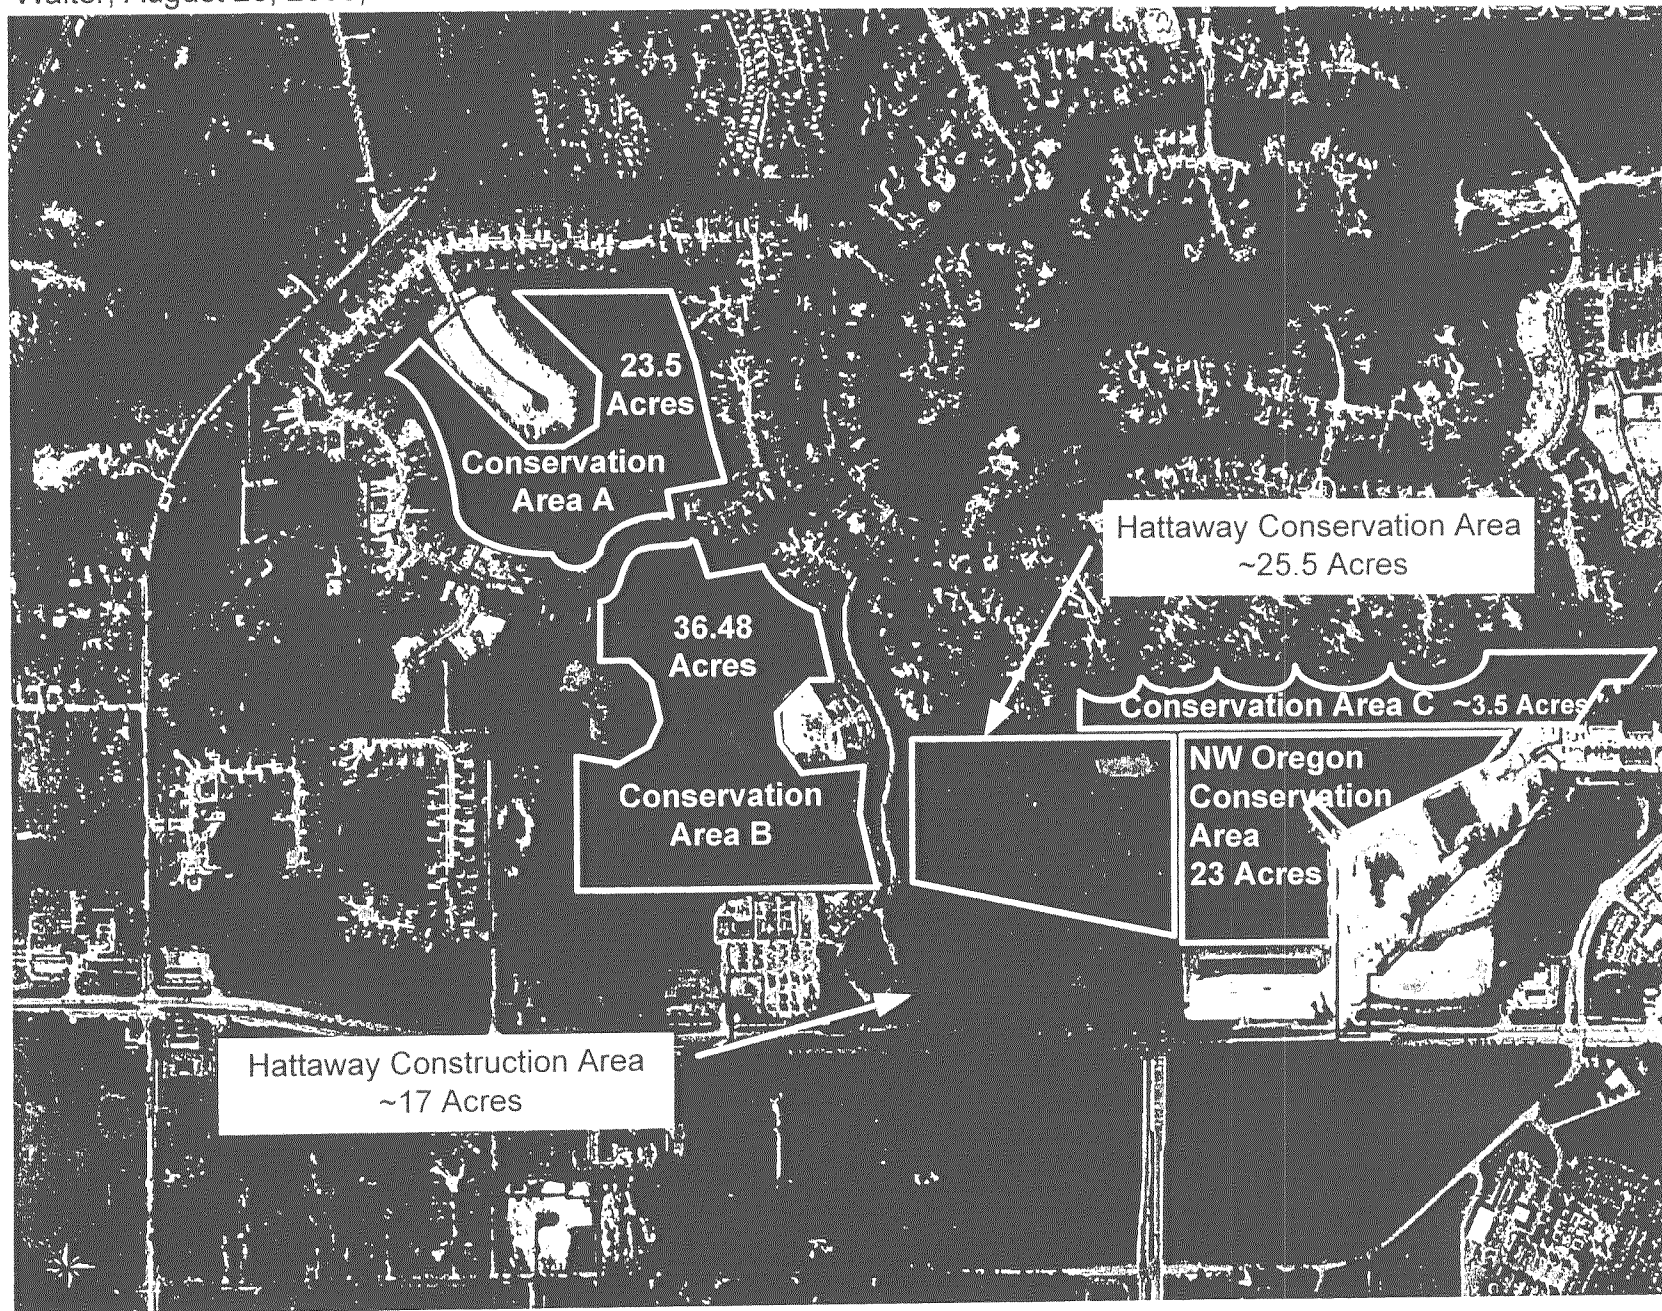 23.5
Acres
Conservation
Area A
Hattaway Conservation Area
~25.5 Acres
36.48
Acres
Conservation Area C ~3.5 Acres
NW Oregon
Conservation
Area
23 Acres
Conservation
Area B
Hattaway Construction Area
~17 Acres